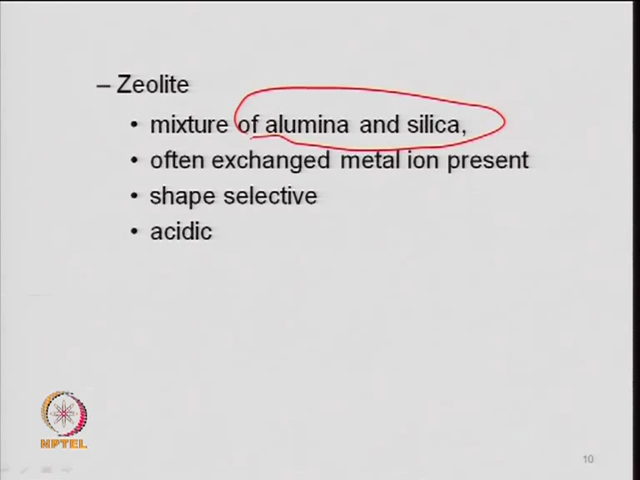 – Zeolite
• mixture of alumina and silica,
• often exchanged metal ion present
• shape selective
• acidic
NPTEL
10